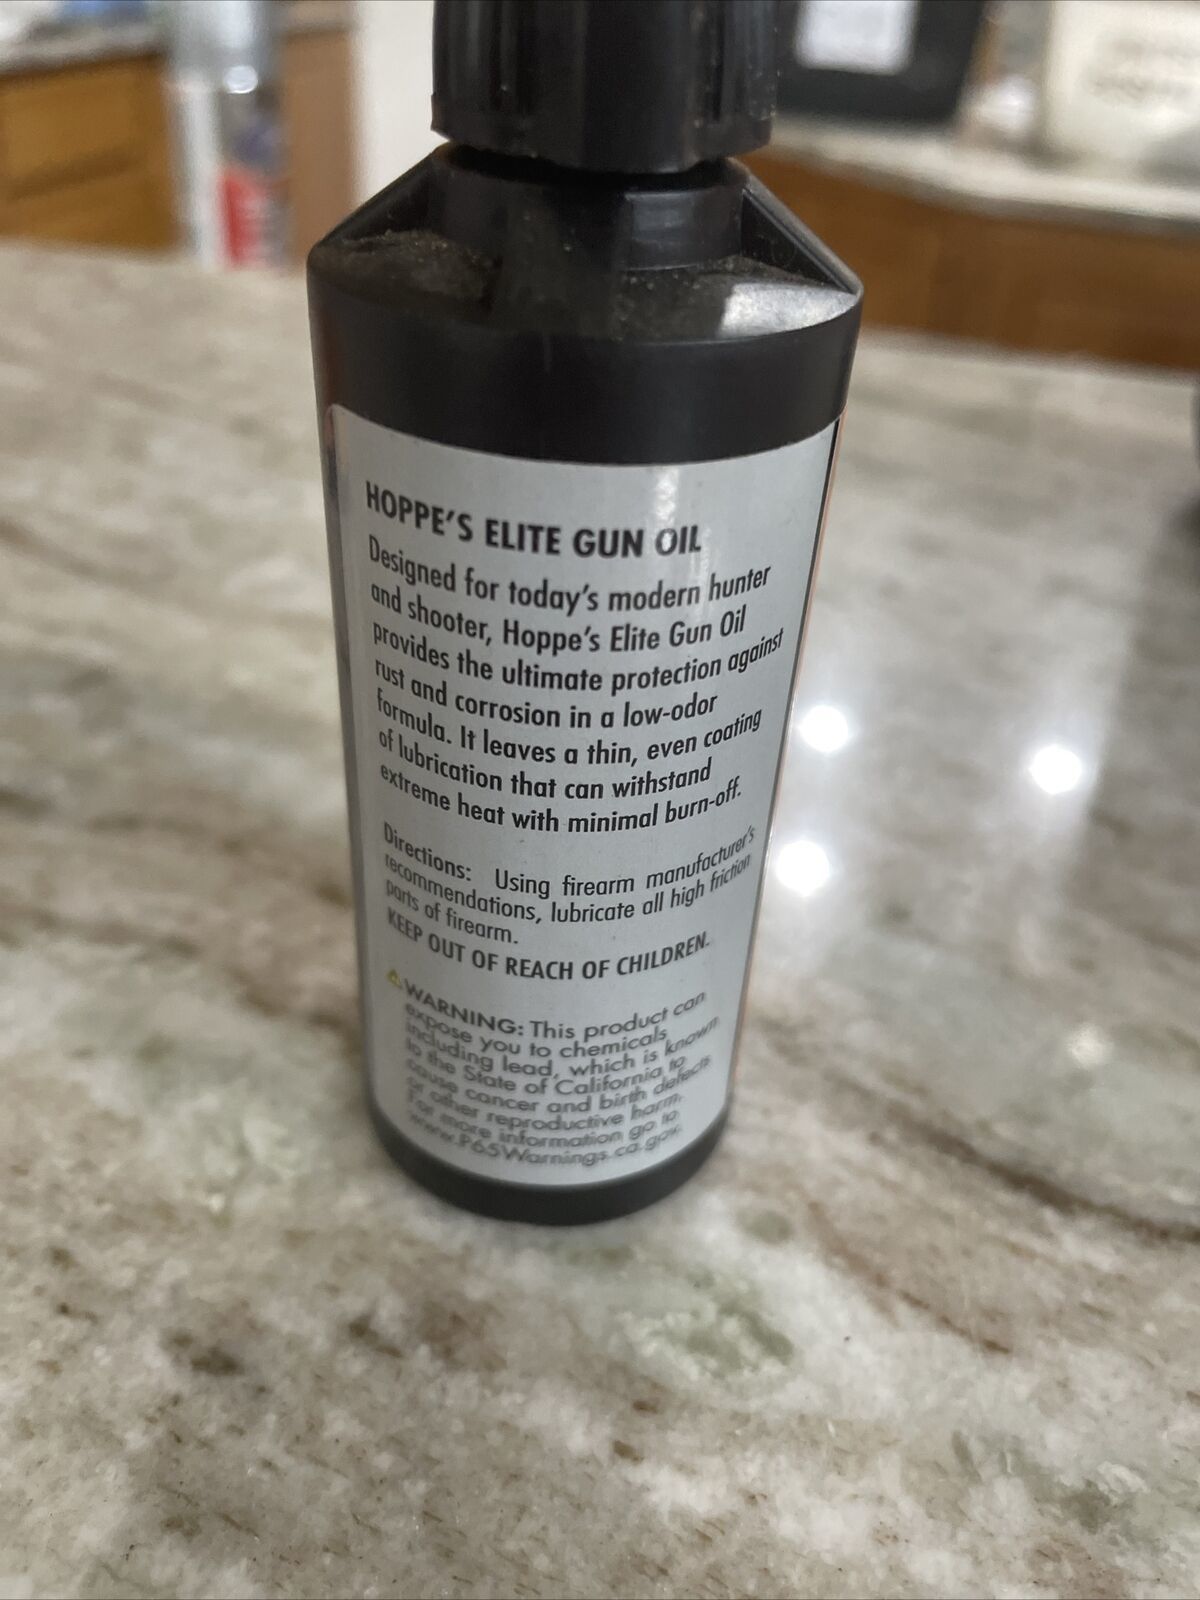 HOPPE'S ELITE GUN OIL
Designed for today's modern hunter
and shooter, Hoppe's Elite Gun Oil
provides the ultimate protection against
rust and corrosion in a low-odor
formula. It leaves a thin, even coating
of lubrication that can withstand
extreme heat with minimal burn-off.
Directions: Using firearm manufacturer's
recommendations, lubricate all high friction
parts of firearm.
KEEP OUT OF REACH OF CHILDREN.
WARNING: This product can
expose you to chemicals
including lead, which is known
to the State of California to
cause cancer and birth defects
or other reproductive harm.
For more information go to
www.P65Warnings.ca.gov.